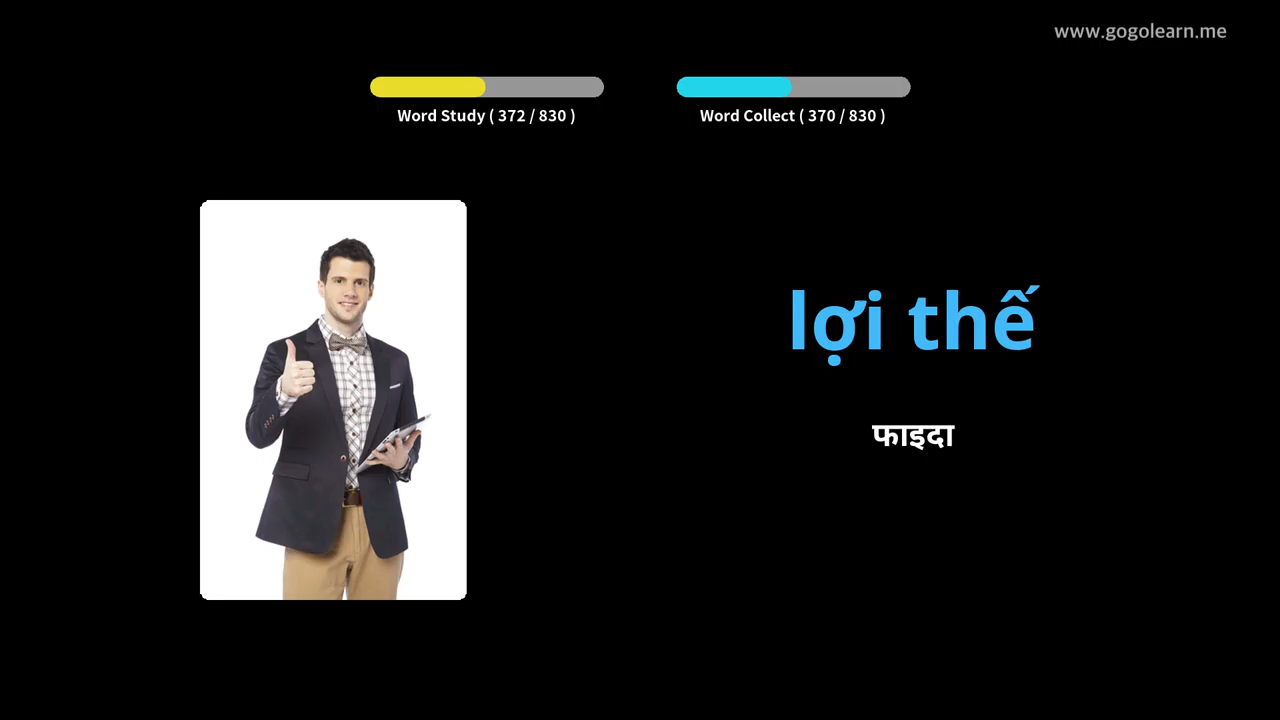 www.gogolearn.me
Word Study ( 372 / 830 )
Word Collect ( 370 / 830 )
lợi thế
फाइदा